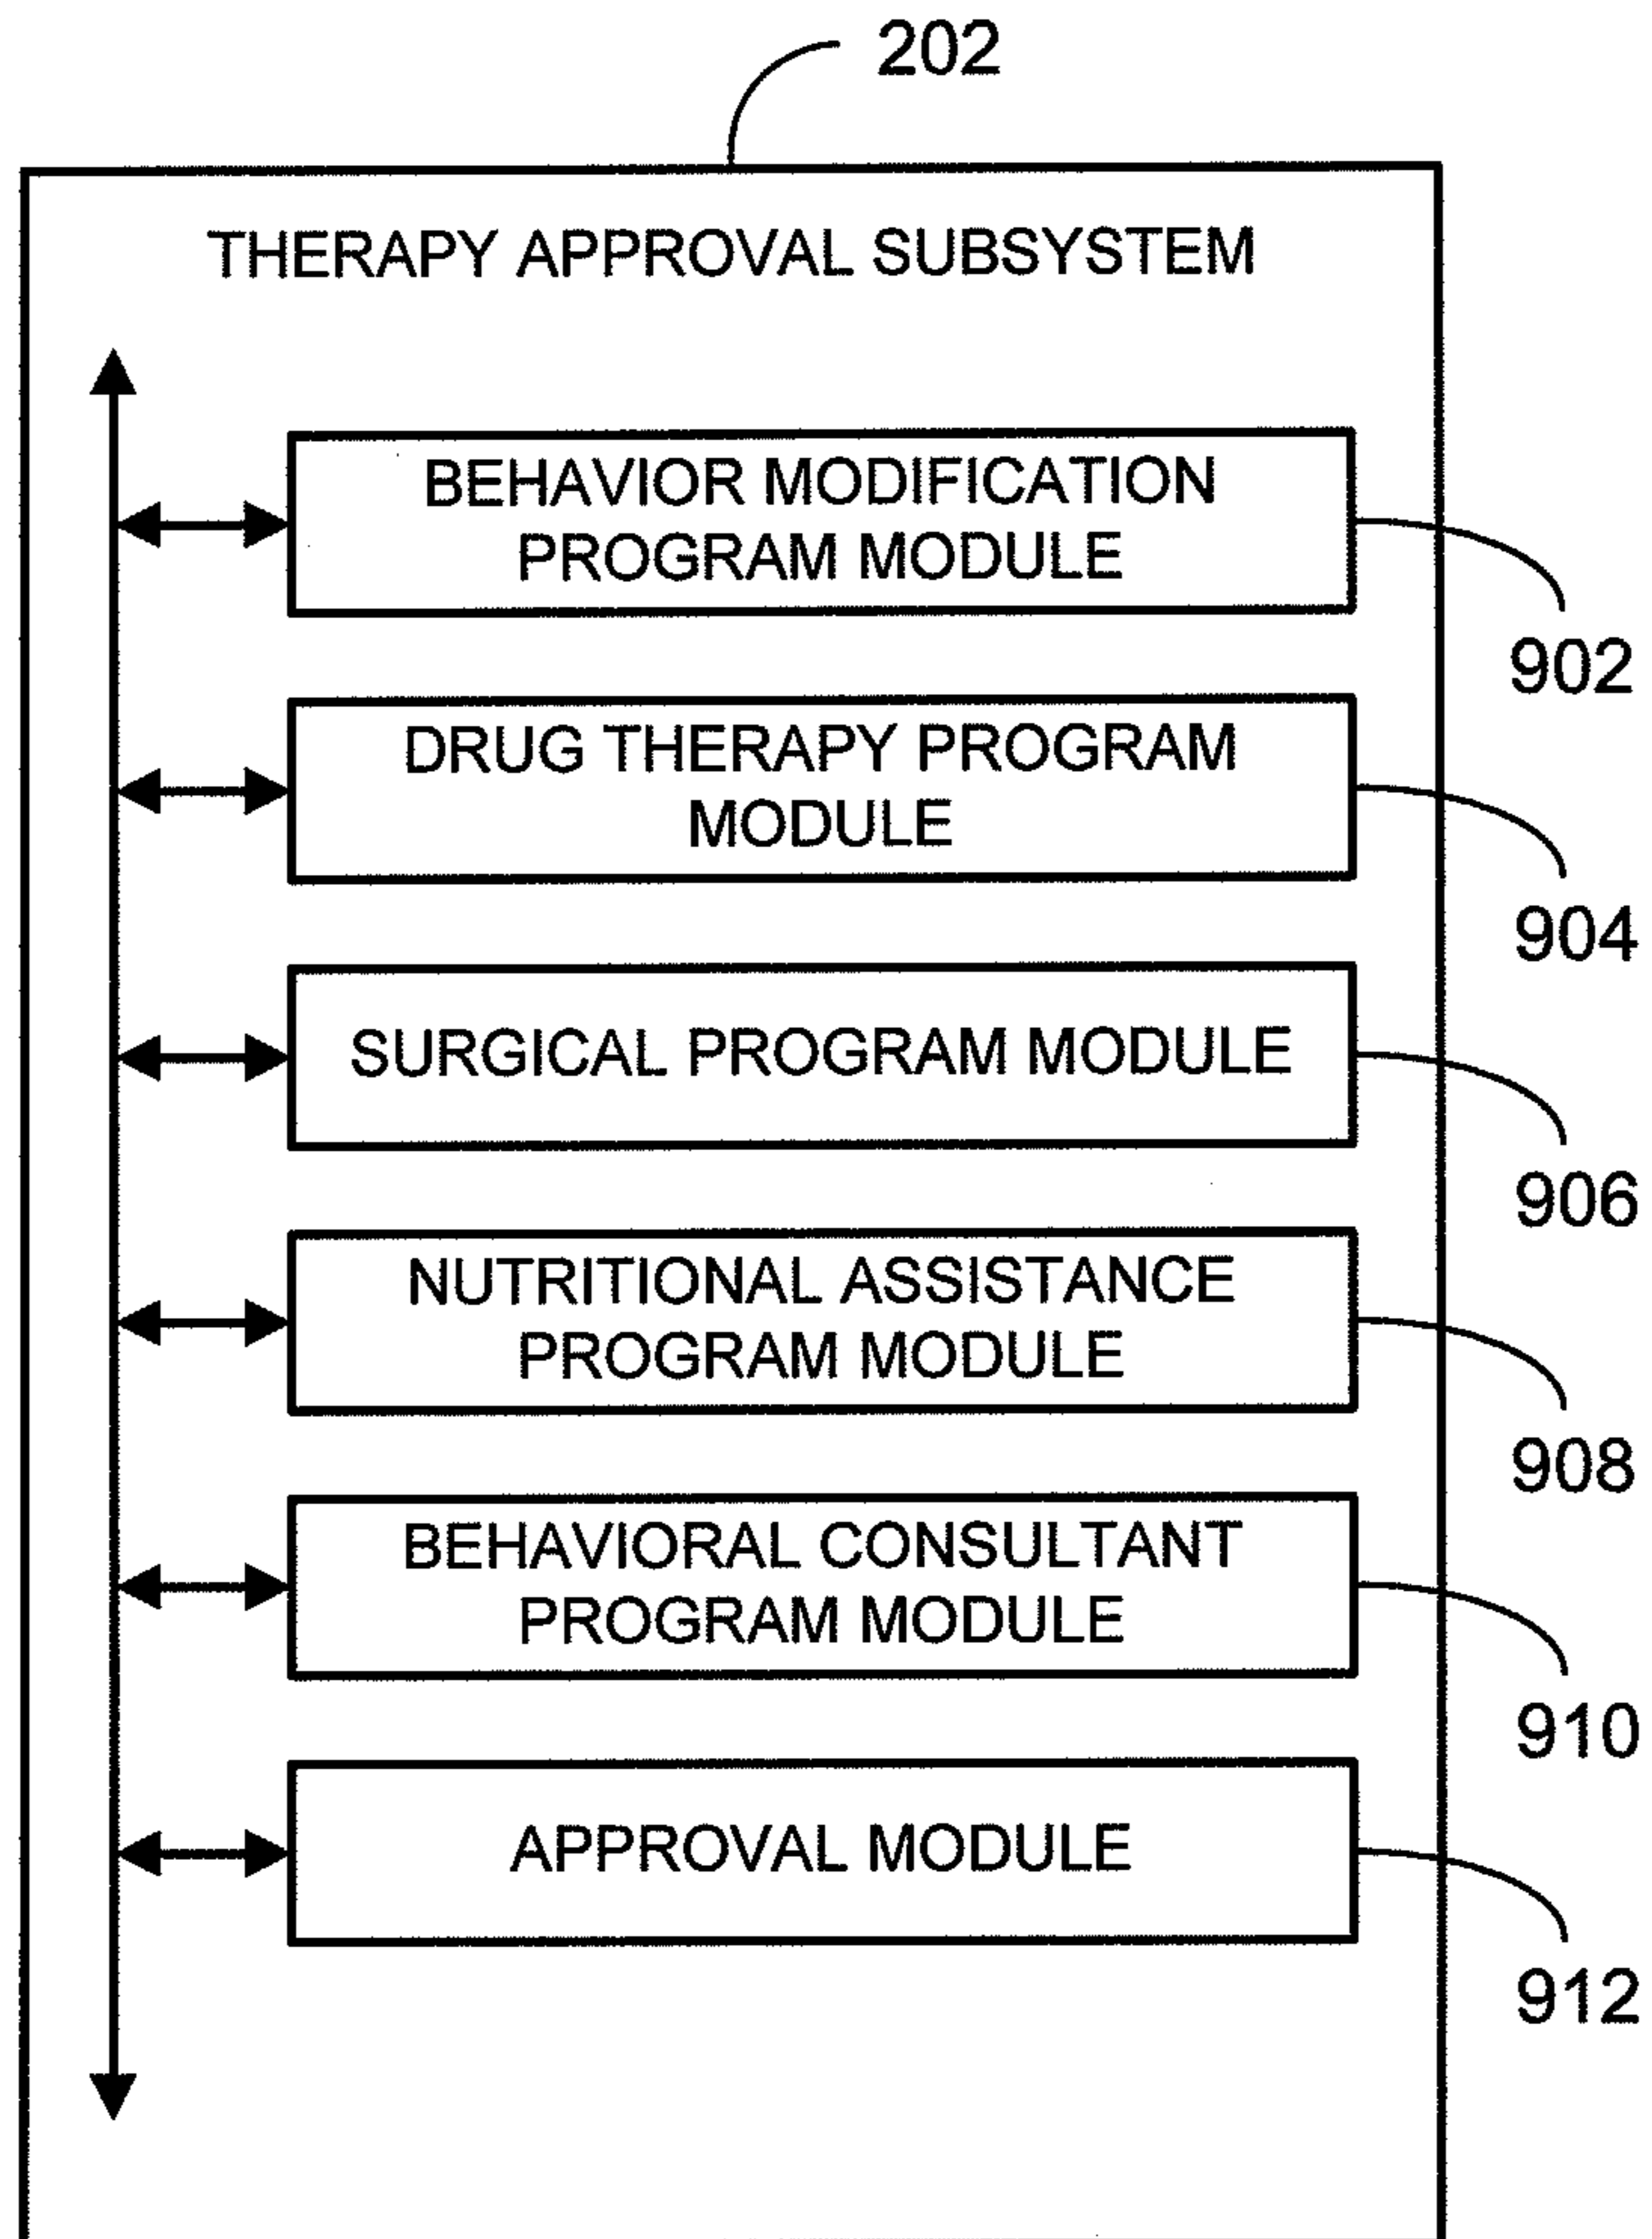 202
THERAPY APPROVAL SUBSYSTEM
BEHAVIOR MODIFICATION
PROGRAM MODULE
902
DRUG THERAPY PROGRAM
MODULE
904
SURGICAL PROGRAM MODULE
906
NUTRITIONAL ASSISTANCE
PROGRAM MODULE
908
BEHAVIORAL CONSULTANT
PROGRAM MODULE
910
APPROVAL MODULE
912